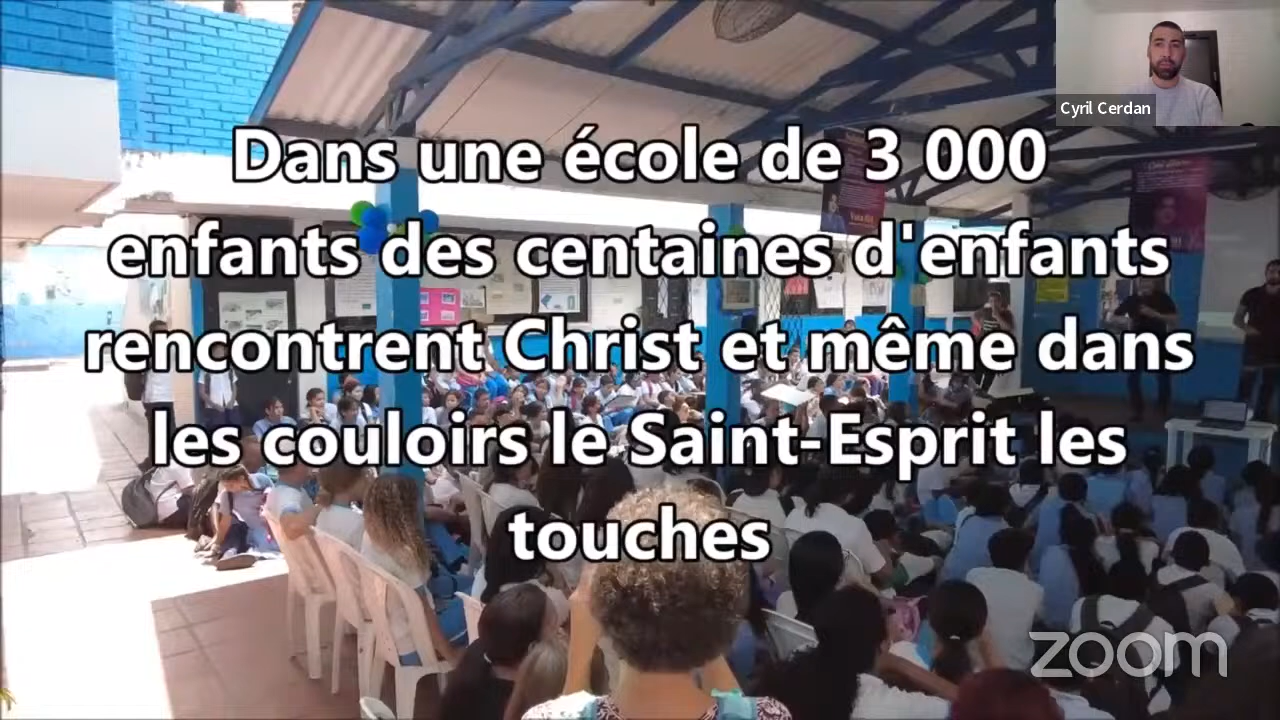 Cyril Cerdan
Dans une école de 3 000
enfants des centaines d'enfants
rencontrent Christ et même dans
les couloirs le Saint-Esprit les
touches
zoom